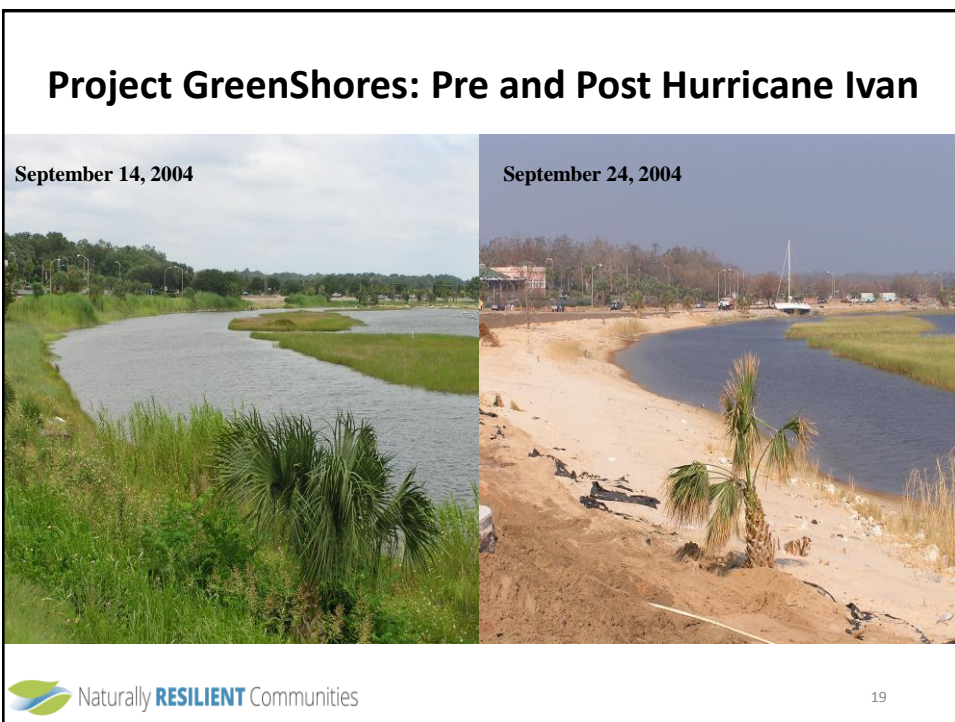 Project GreenShores: Pre and Post Hurricane Ivan
September 14, 2004
September 24, 2004
Naturally RESILIENT Communities
19